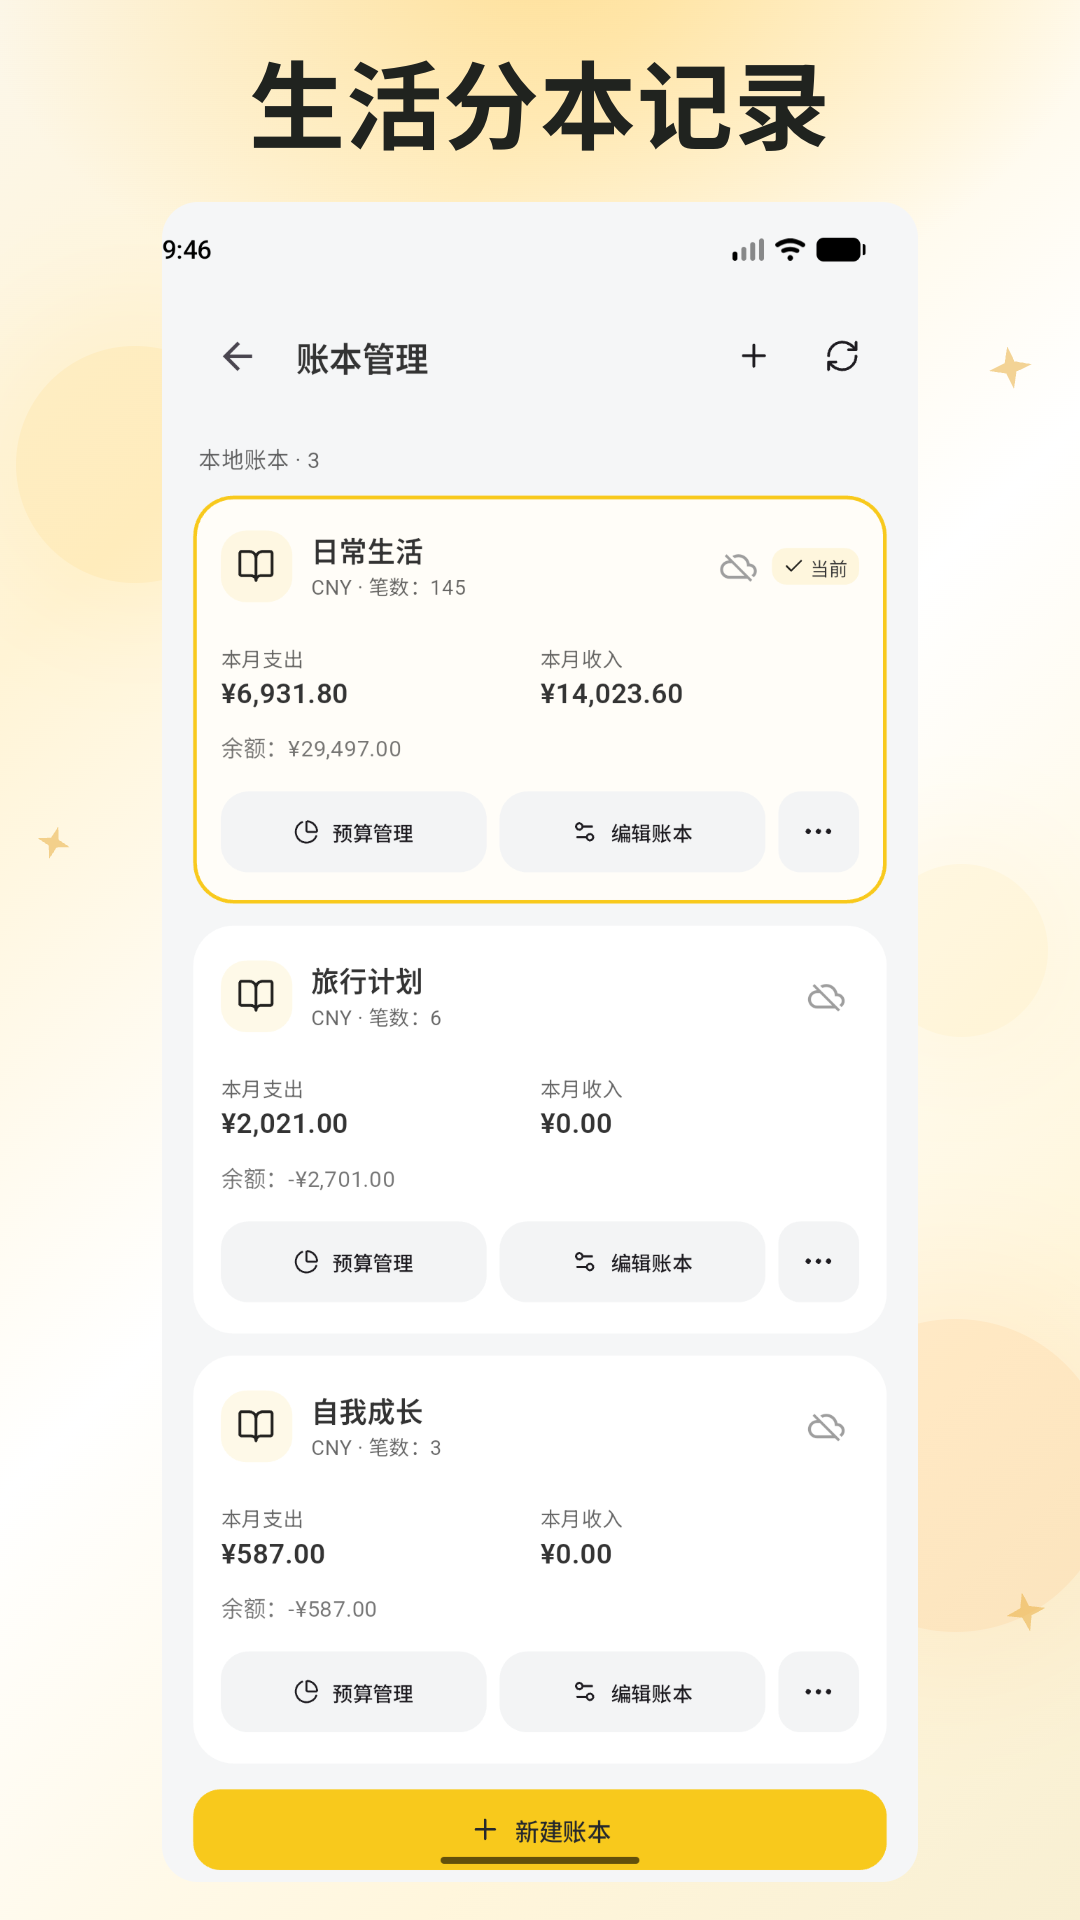 生活分本记录
9:46
账本管理
本地账本 · 3
日常生活
CNY · 笔数：145
当前
本月支出 本月收入
¥6,931.80 ¥14,023.60
余额：¥29,497.00
预算管理 编辑账本
旅行计划
CNY · 笔数：6
本月支出 本月收入
¥2,021.00 ¥0.00
余额：-¥2,701.00
预算管理 编辑账本
自我成长
CNY · 笔数：3
本月支出 本月收入
¥587.00 ¥0.00
余额：-¥587.00
预算管理 编辑账本
新建账本